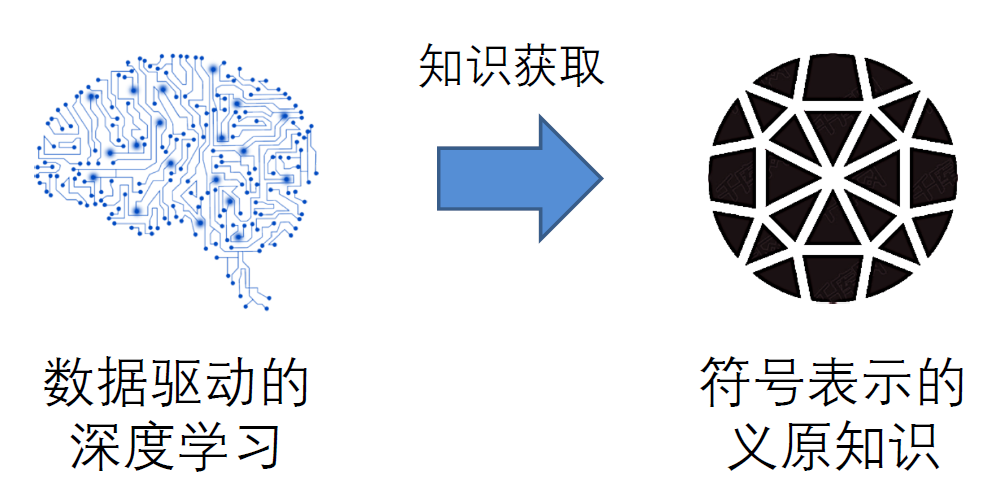 知识获取
数据驱动的
深度学习
符号表示的
义原知识